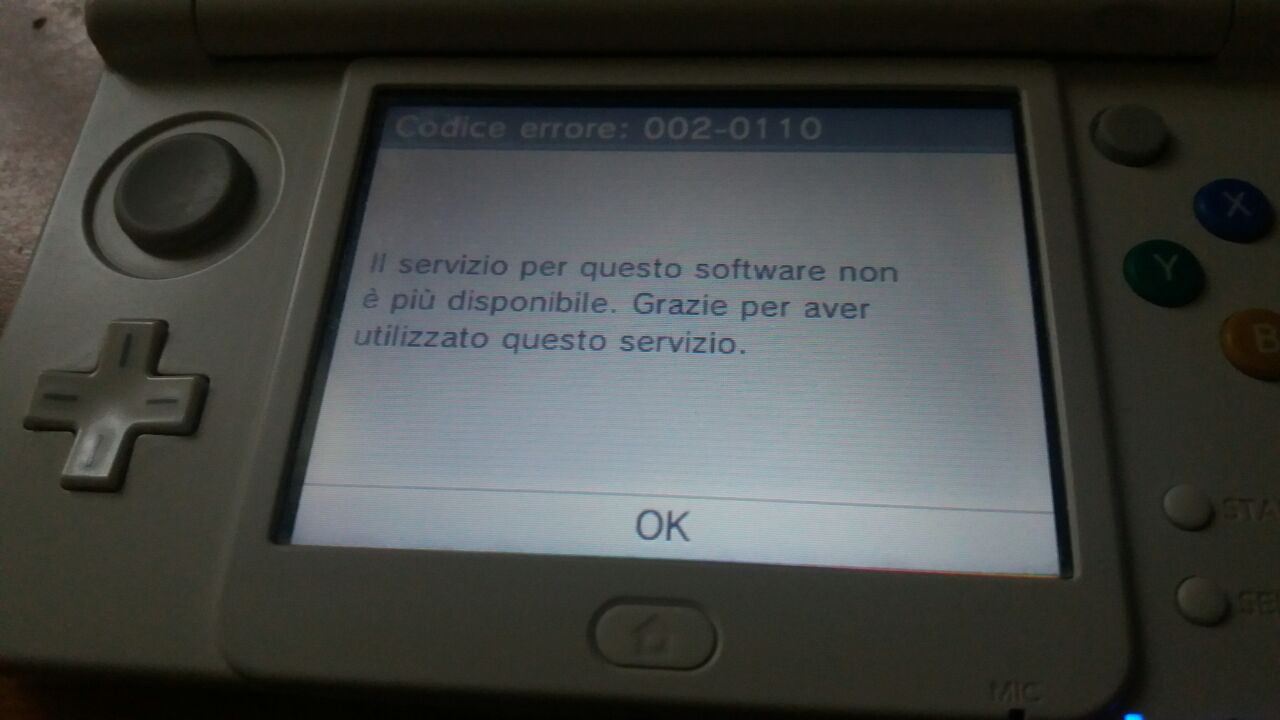 Codice errore: 002-0110
Il servizio per questo software non
è più disponibile. Grazie per aver
utilizzato questo servizio.
OK
X
Y
B
MIC